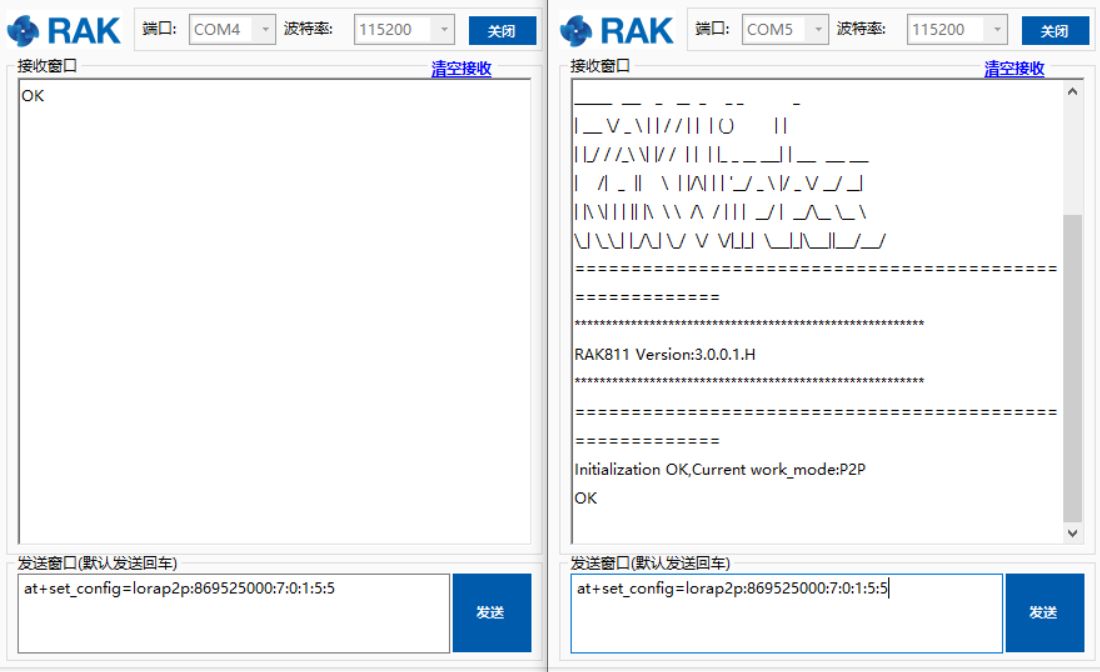 RAK 端口: COM4 波特率: 115200 关闭
接收窗口 清空接收
OK
发送窗口(默认发送回车)
at+set_config=lorap2p:869525000:7:0:1:5:5
发送
RAK 端口: COM5 波特率: 115200 关闭
接收窗口 清空接收
===========================================
=============
********************************************************
RAK811 Version:3.0.0.1.H
********************************************************
===========================================
=============
Initialization OK,Current work_mode:P2P
OK
发送窗口(默认发送回车)
at+set_config=lorap2p:869525000:7:0:1:5:5
发送